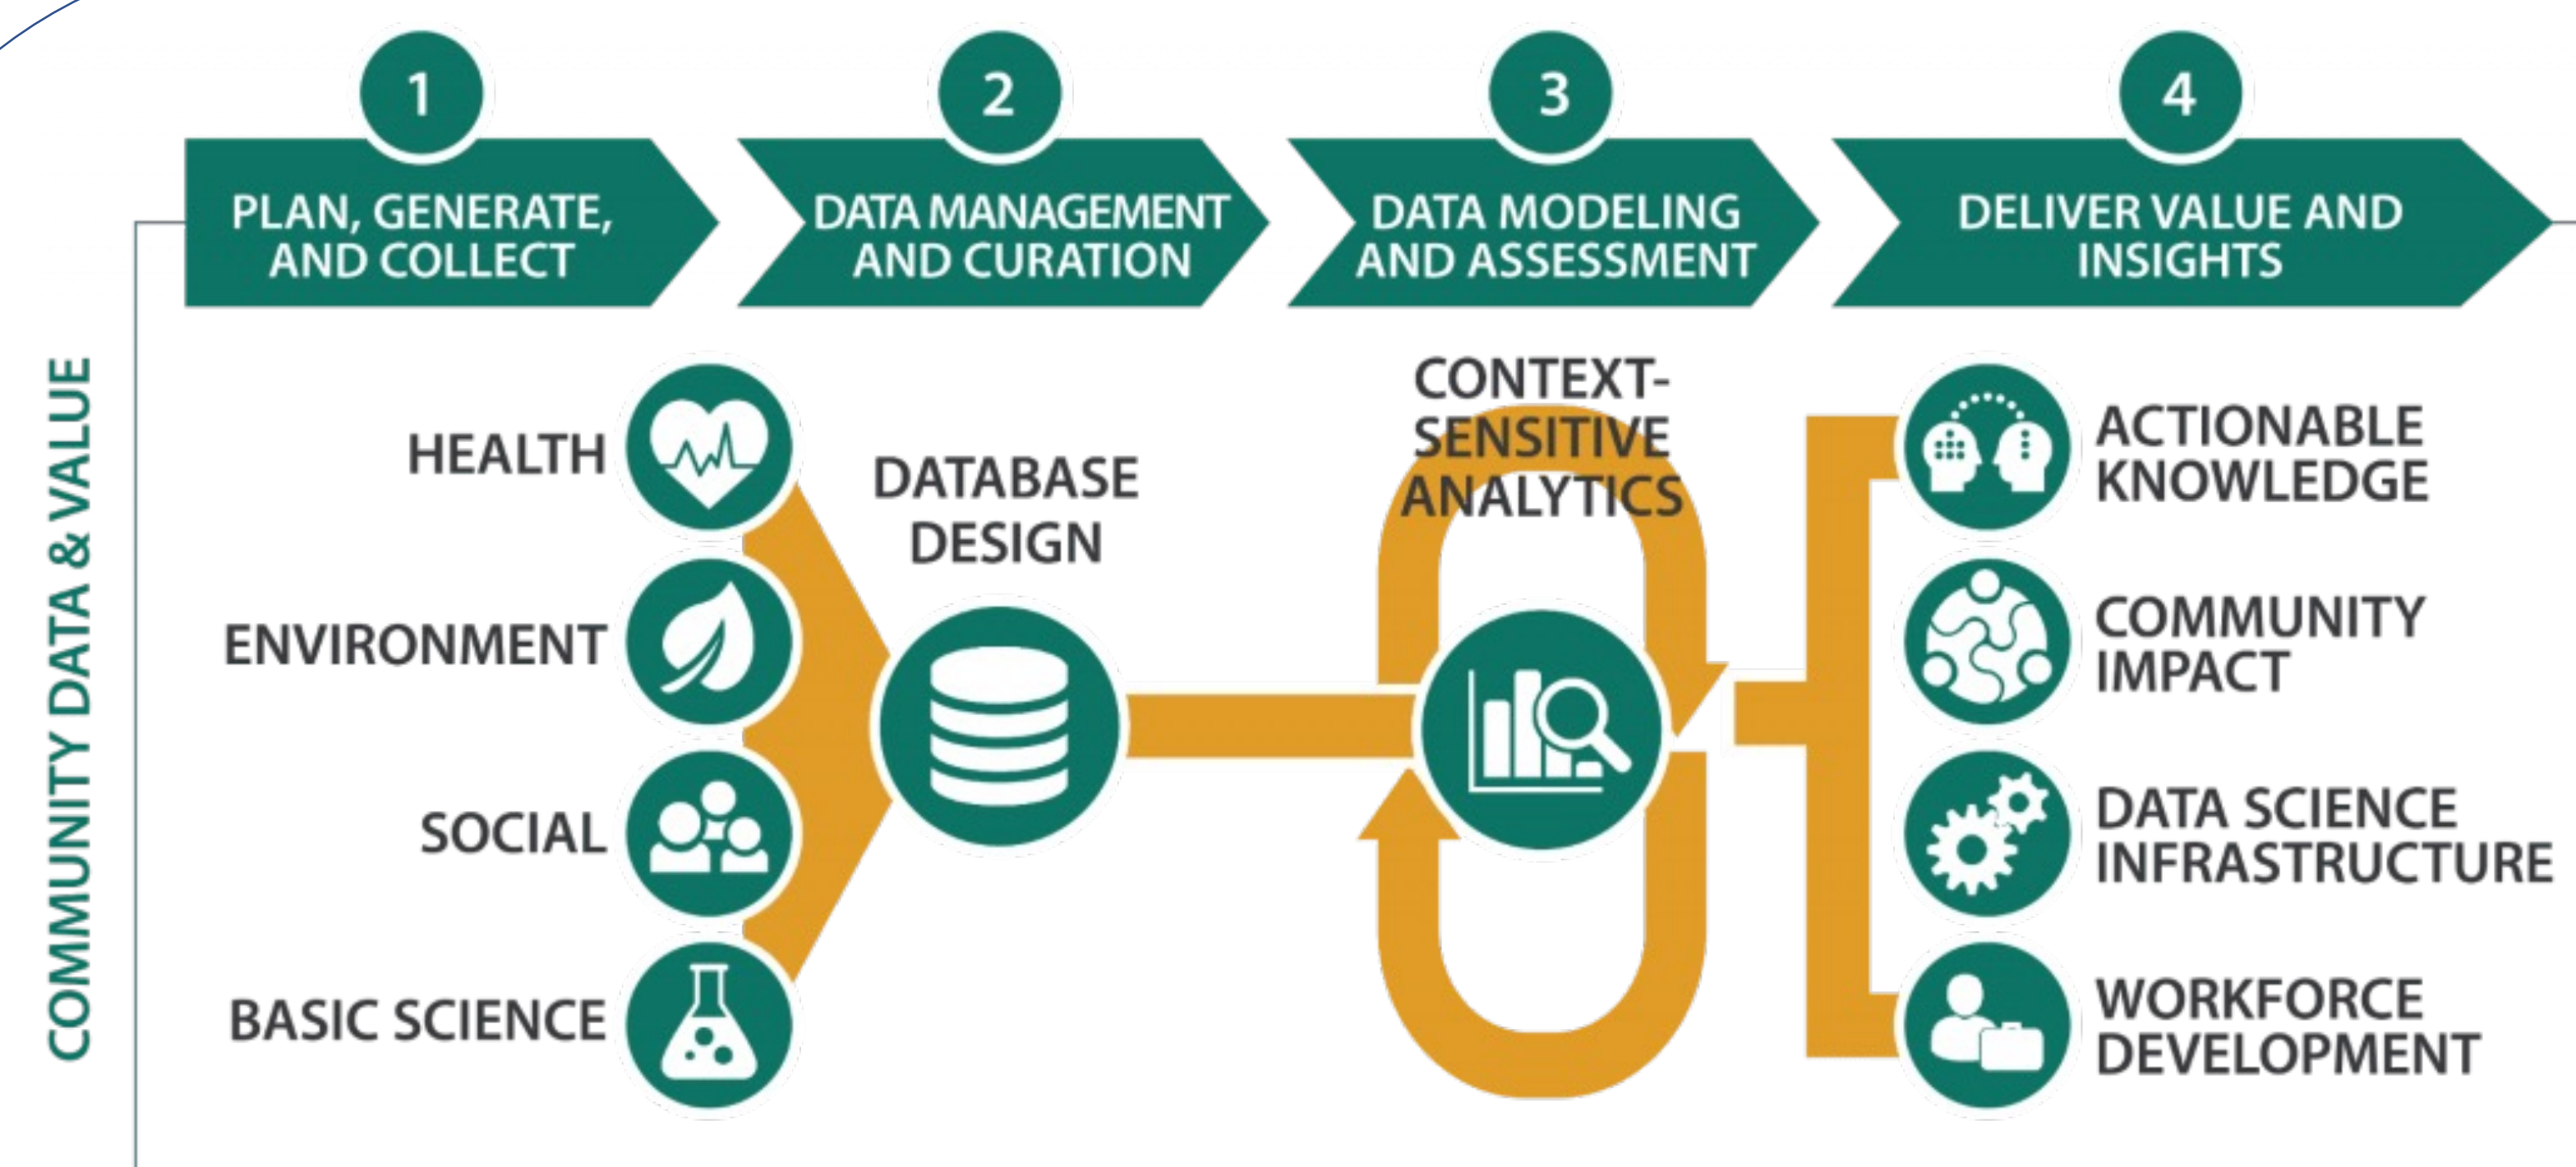 1
PLAN, GENERATE,
AND COLLECT
2
DATA MANAGEMENT
AND CURATION
3
DATA MODELING
AND ASSESSMENT
4
DELIVER VALUE AND
INSIGHTS
COMMUNITY DATA & VALUE
HEALTH
ENVIRONMENT
SOCIAL
BASIC SCIENCE
DATABASE
DESIGN
CONTEXT-
SENSITIVE
ANALYTICS
ACTIONABLE
KNOWLEDGE
COMMUNITY
IMPACT
DATA SCIENCE
INFRASTRUCTURE
WORKFORCE
DEVELOPMENT